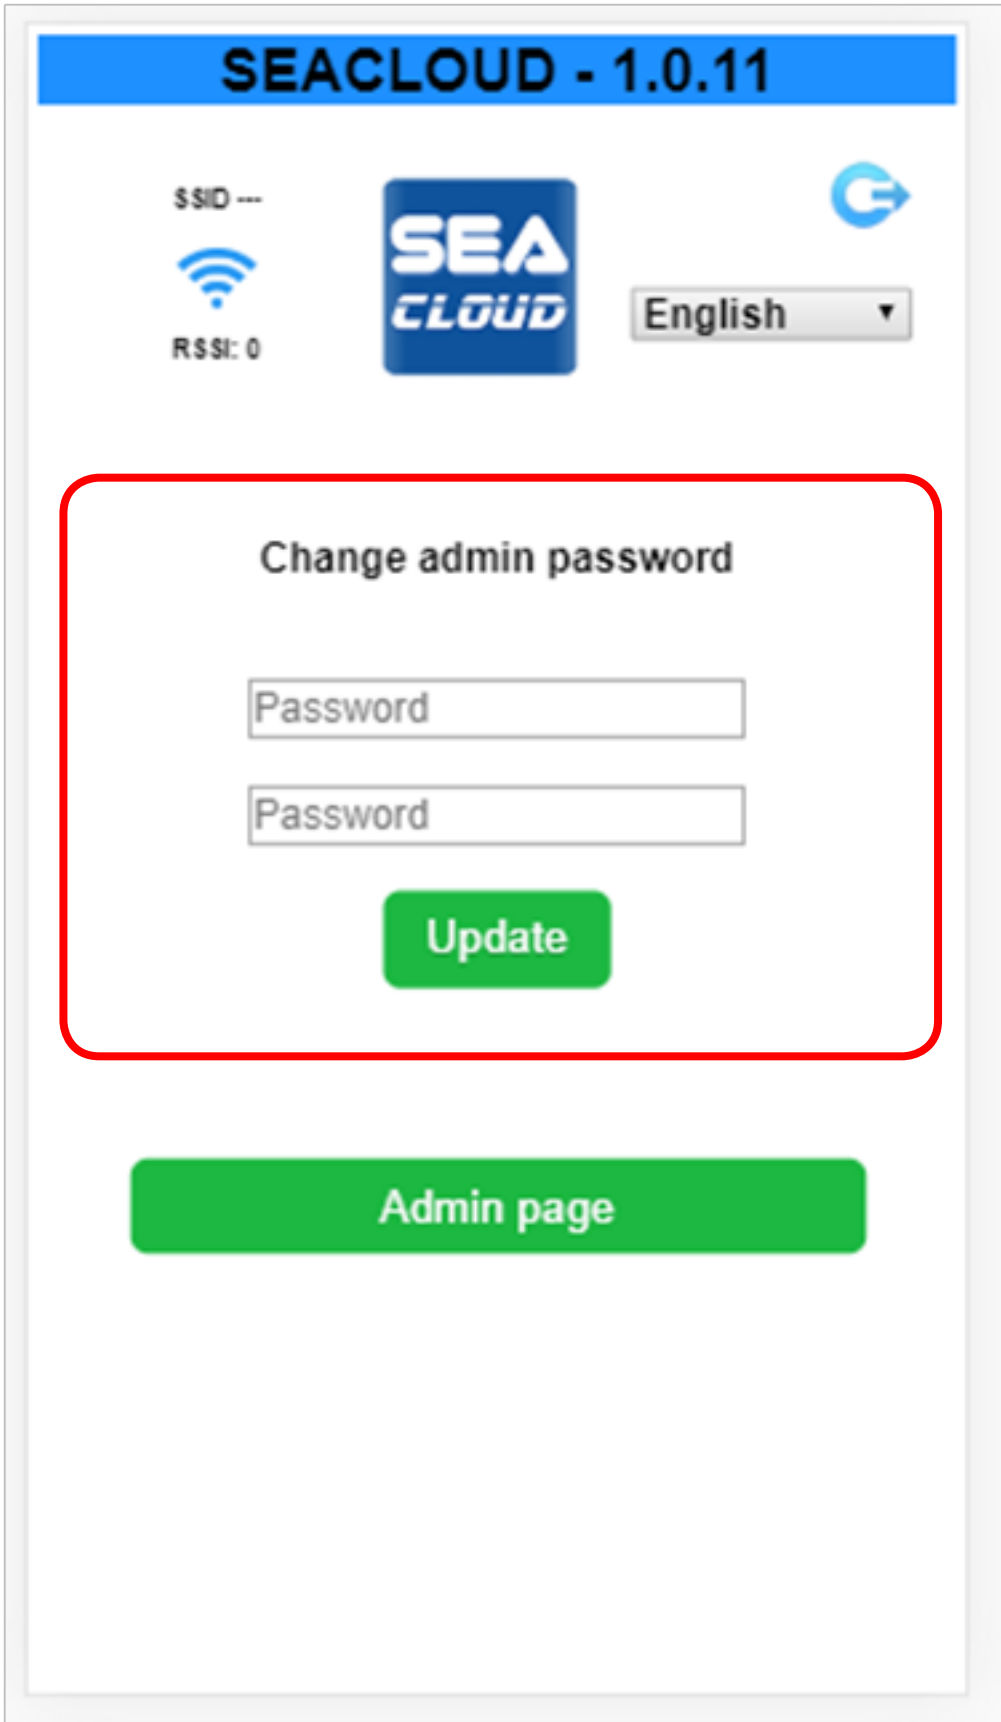 SEACLOUD - 1.0.11
SSID ---
RSSI: 0
SEA
CLOUD
English
Change admin password
Password
Password
Update
Admin page